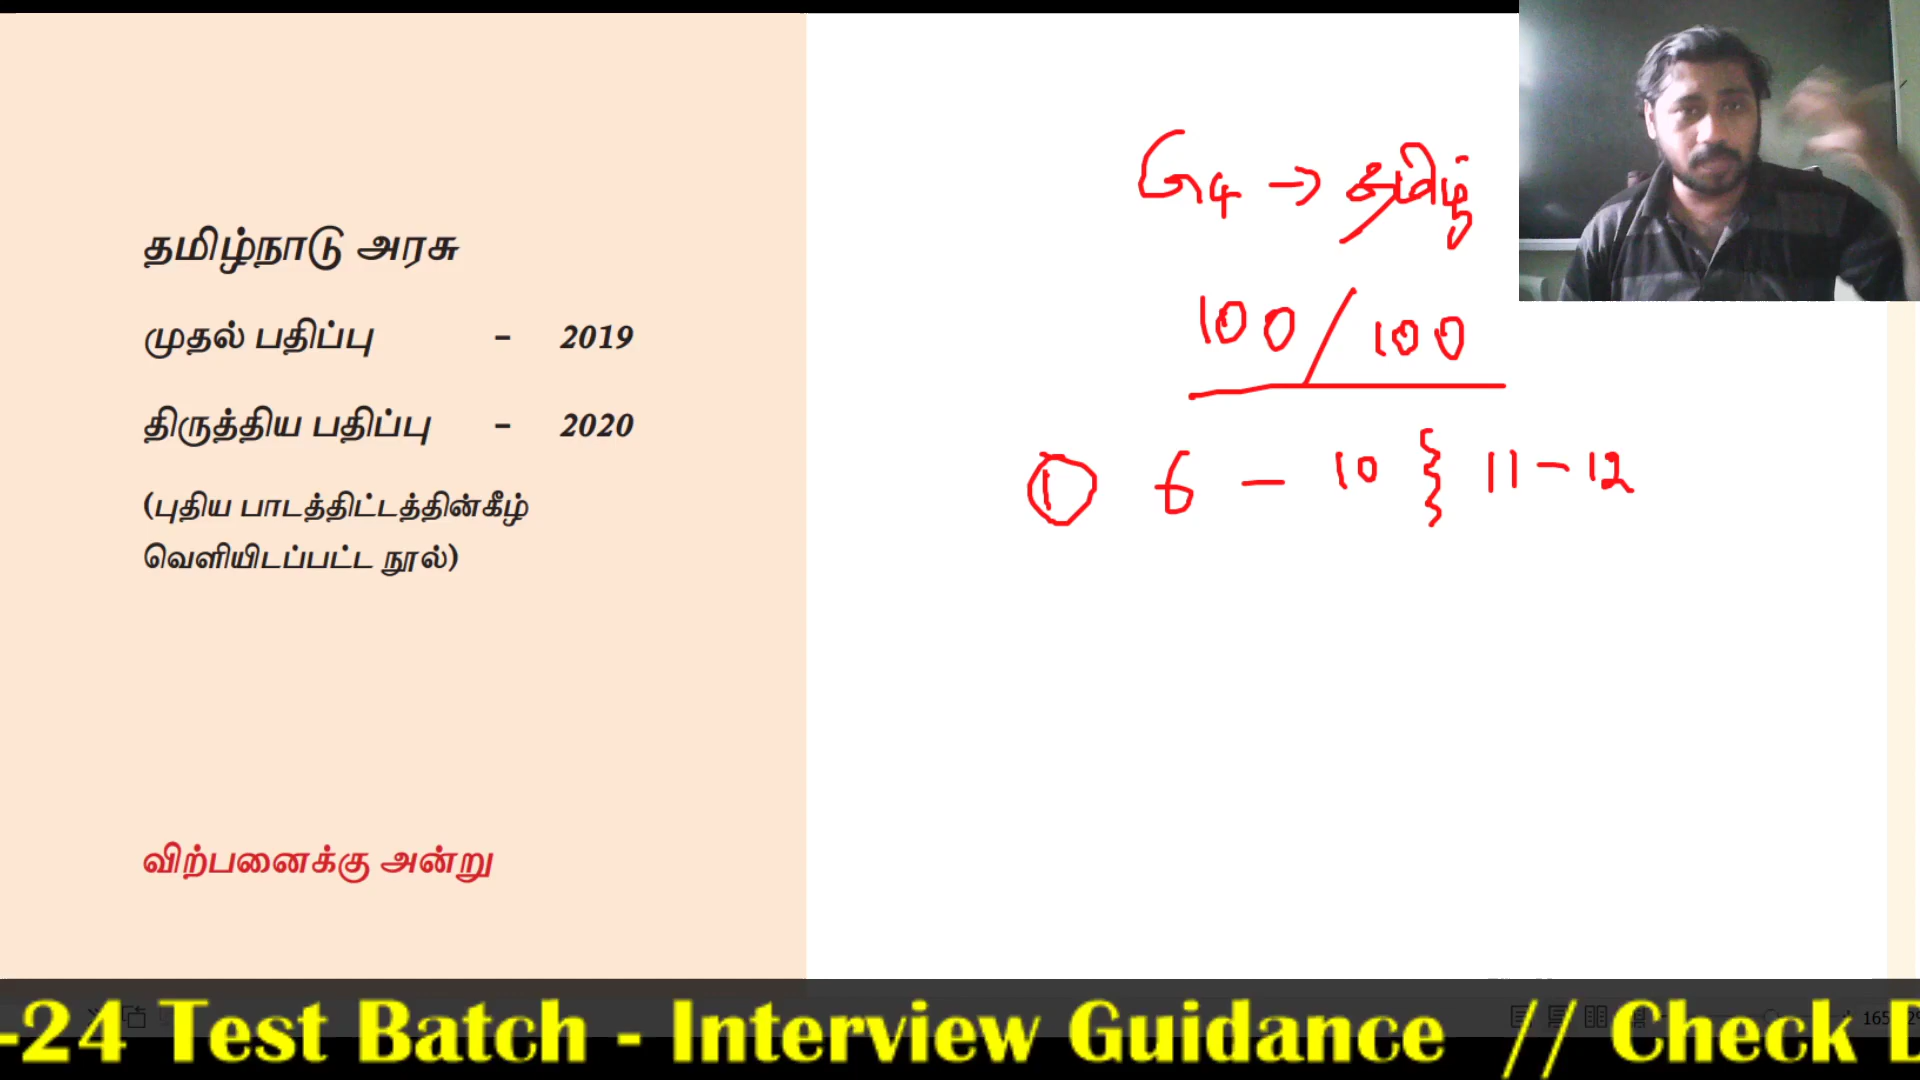 தமிழ்நாடு அரசு
முதல் பதிப்பு - 2019
திருத்திய பதிப்பு - 2020
(புதிய பாடத்திட்டத்தின்கீழ்
வெளியிடப்பட்ட நூல்)
விற்பனைக்கு அன்று
G4 → தமிழ்
100/100
1 6 - 10 } 11-12
-24 Test Batch - Interview Guidance // Check D